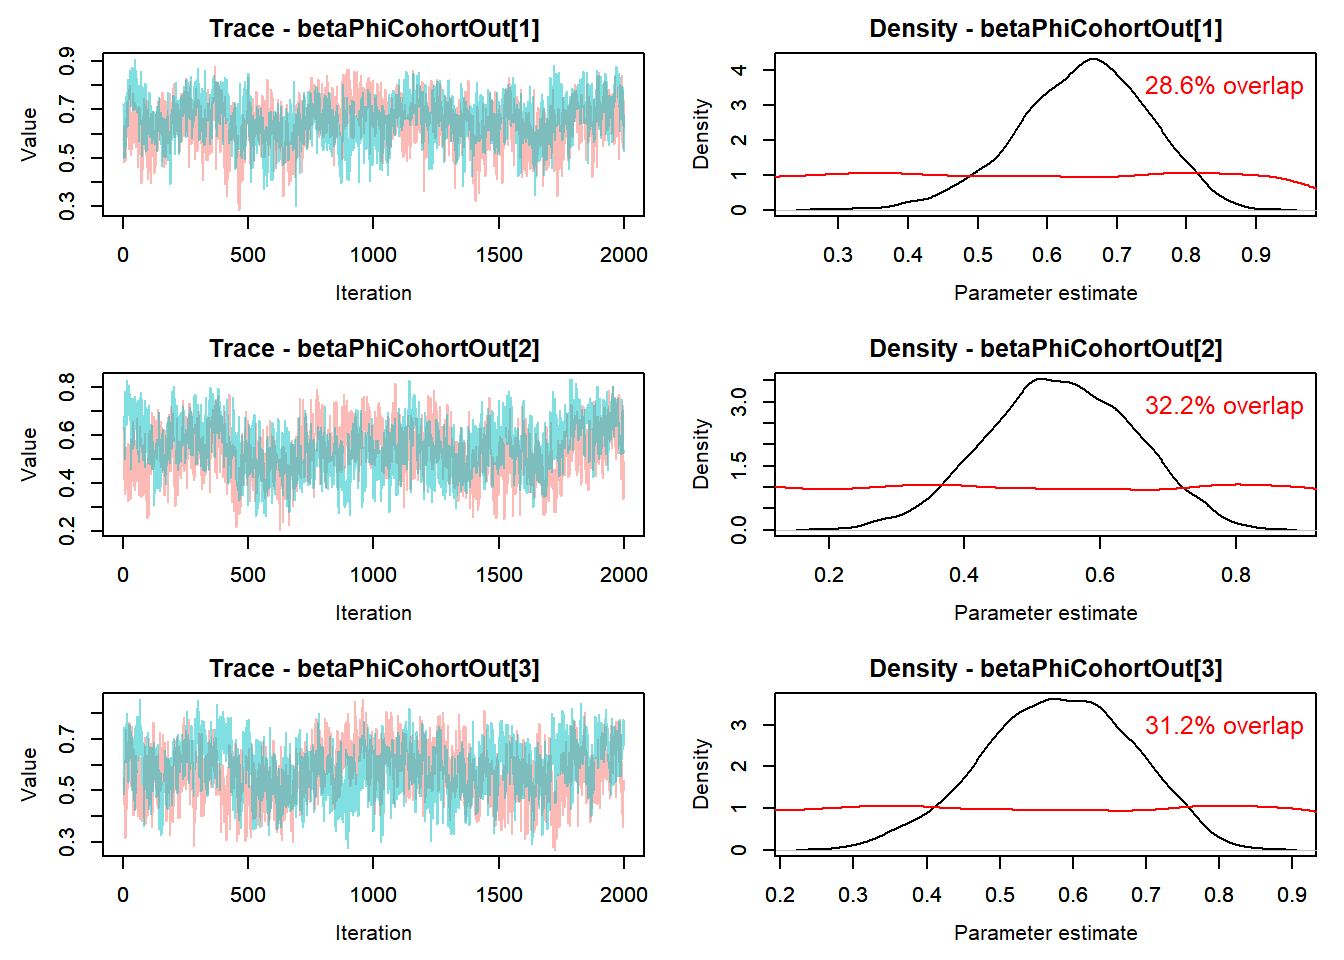 Trace - betaPhiCohortOut[1]
Value
0.3 0.5 0.7 0.9
0 500 1000 1500 2000
Iteration
Density - betaPhiCohortOut[1]
28.6% overlap
Density
0 1 2 3 4
0.3 0.4 0.5 0.6 0.7 0.8 0.9
Parameter estimate
Trace - betaPhiCohortOut[2]
Value
0.2 0.4 0.6 0.8
0 500 1000 1500 2000
Iteration
Density - betaPhiCohortOut[2]
32.2% overlap
Density
0.0 1.5 3.0
0.2 0.4 0.6 0.8
Parameter estimate
Trace - betaPhiCohortOut[3]
Value
0.3 0.5 0.7
0 500 1000 1500 2000
Iteration
Density - betaPhiCohortOut[3]
31.2% overlap
Density
0 1 2 3
0.2 0.3 0.4 0.5 0.6 0.7 0.8 0.9
Parameter estimate